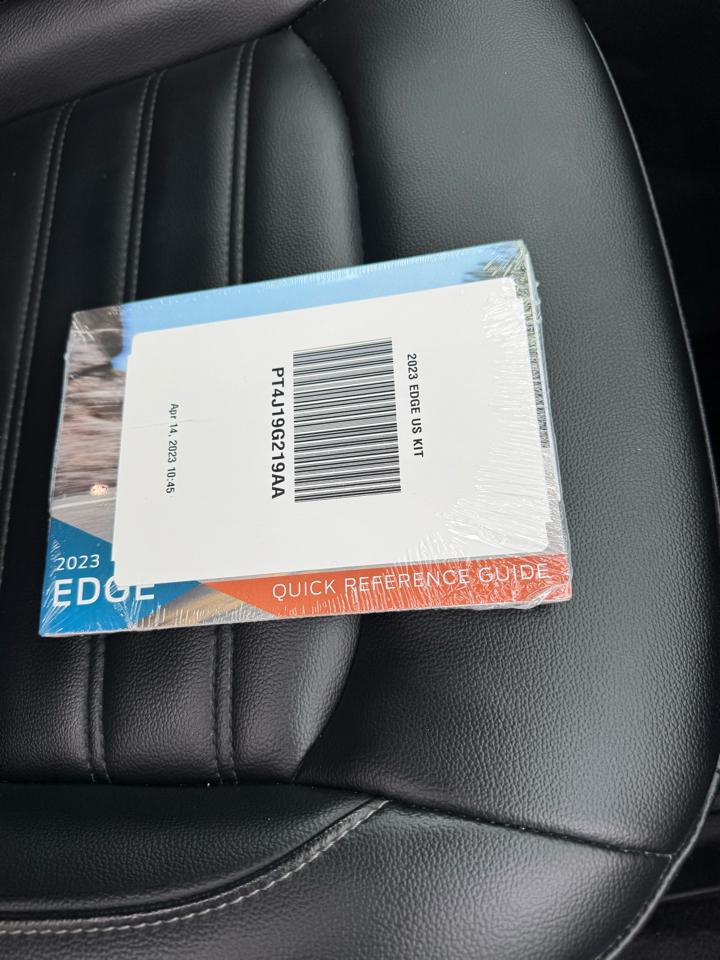 2023 EDGE US KIT
PT4J19G219AA
Apr 14, 2023 10:45
2023
EDGE
QUICK REFERENCE GUIDE